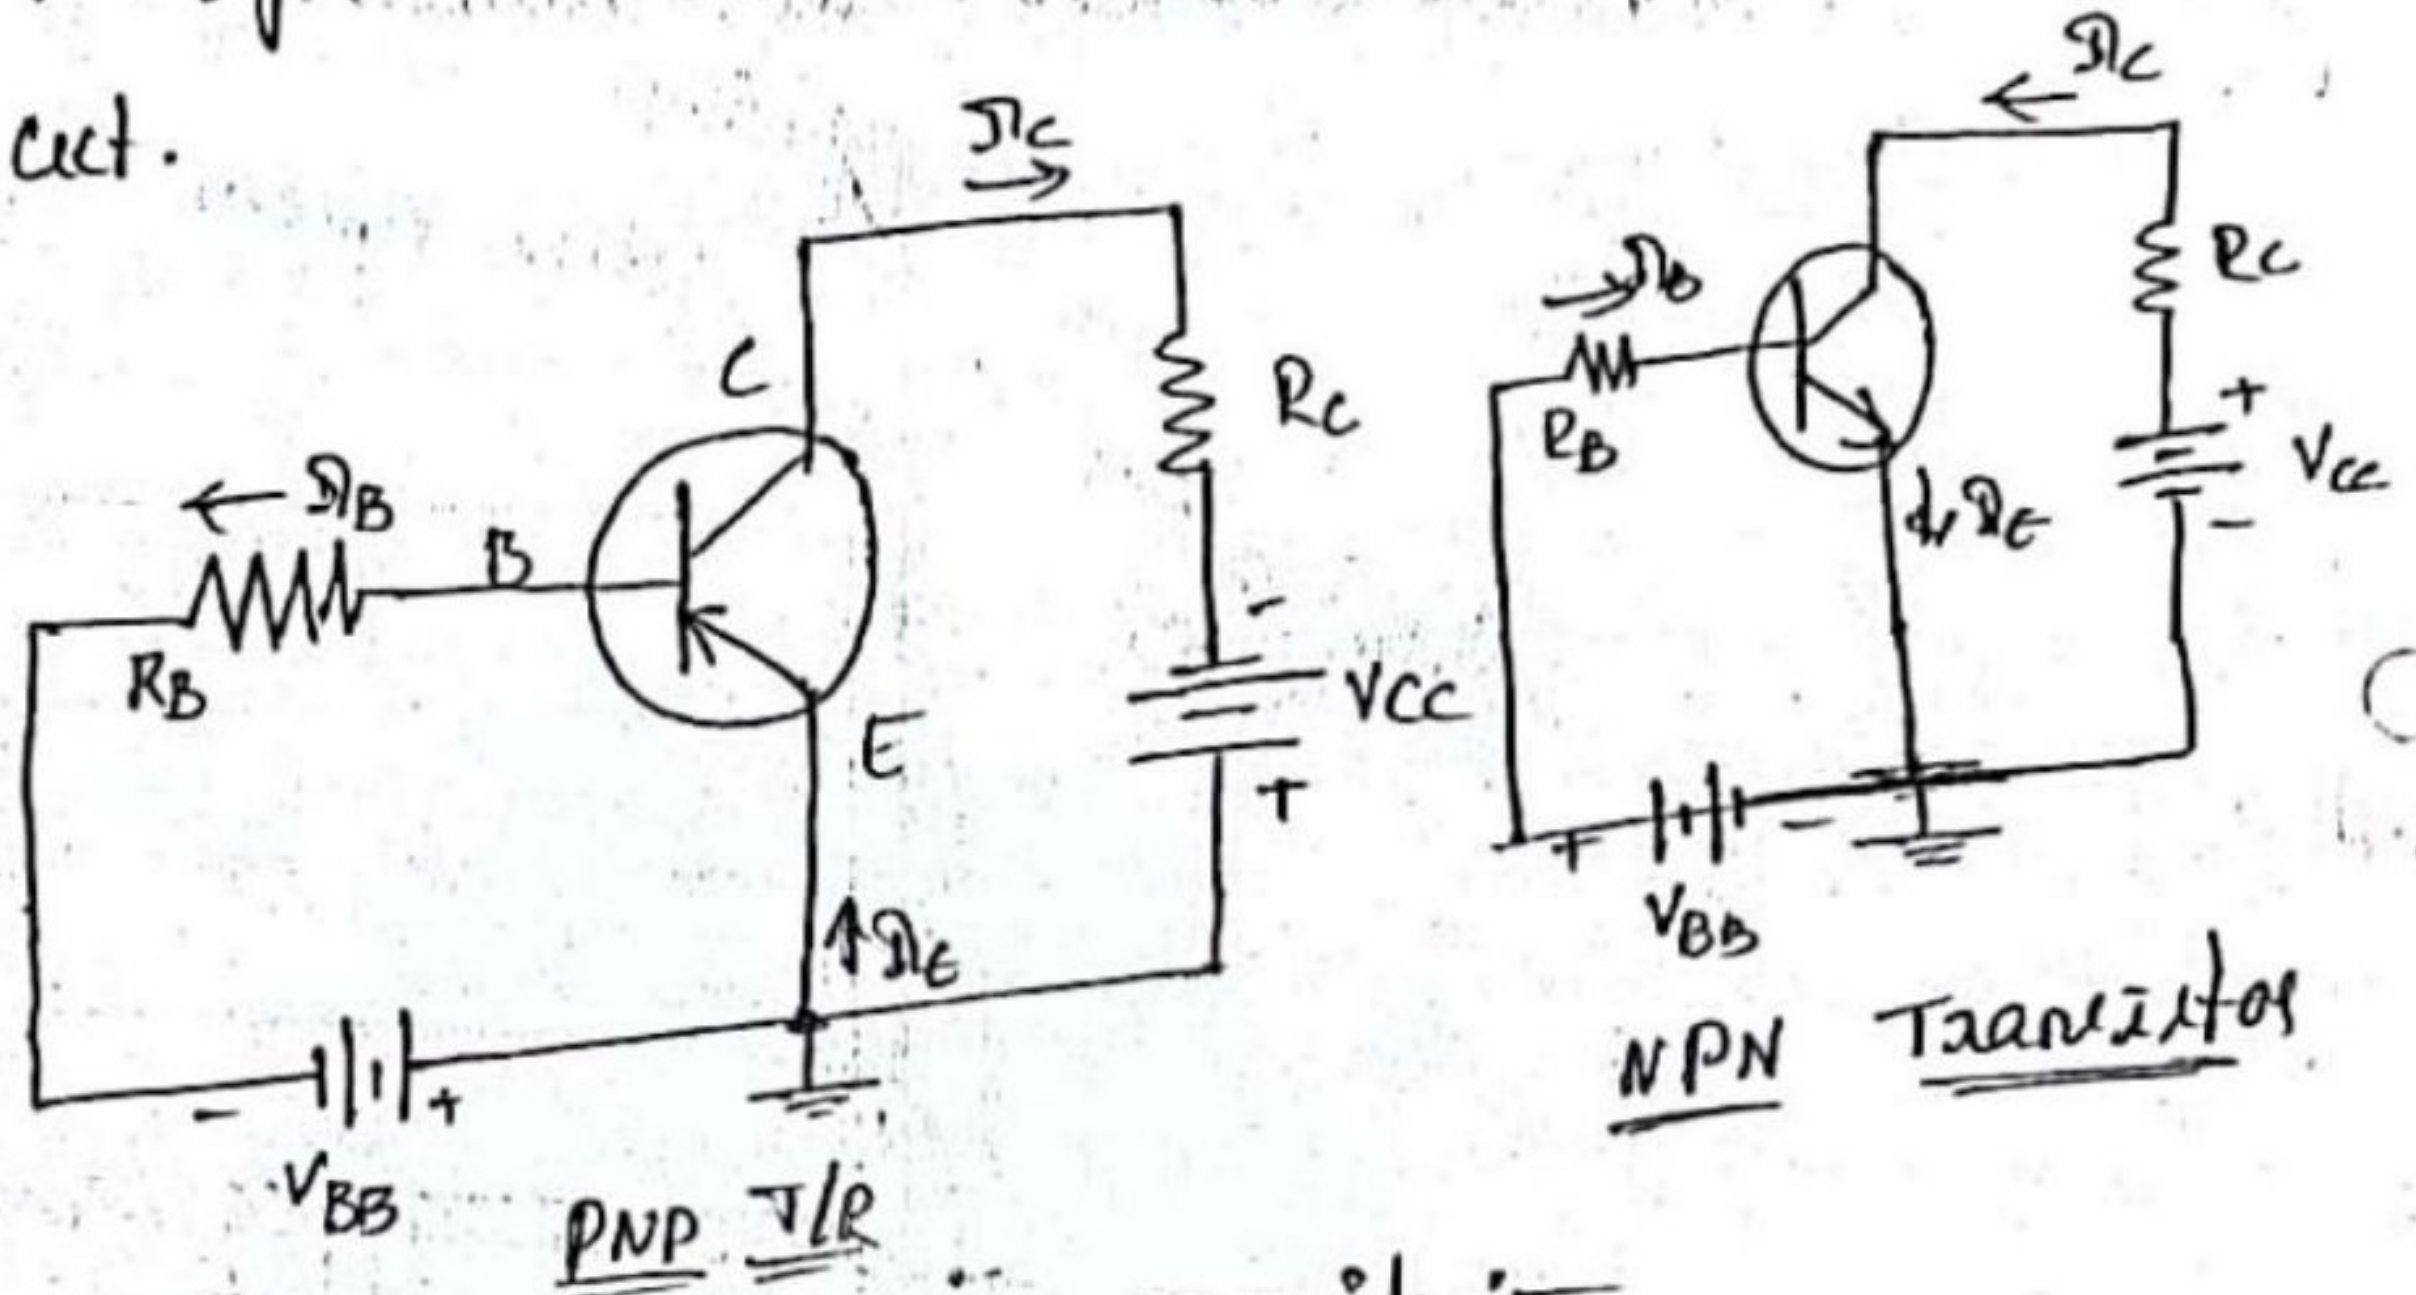 cct.
IC
C
RC
← IB
B
RB
-
VCC
+
E
↑ IE
- +
VBB
PNP T/R
← IC
→ IB
RB
RC
+
VCC
-
↓ IE
+ -
VBB
NPN Transistor